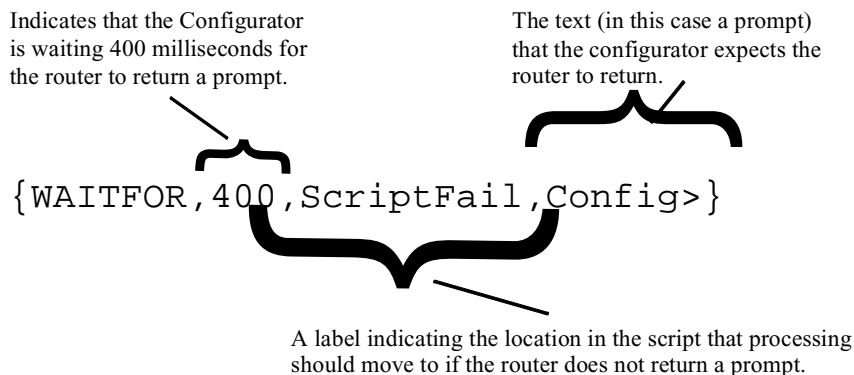 Indicates that the Configurator
is waiting 400 milliseconds for
the router to return a prompt.
The text (in this case a prompt)
that the configurator expects the
router to return.
{WAITFOR,400,ScriptFail,Config>}
A label indicating the location in the script that processing
should move to if the router does not return a prompt.